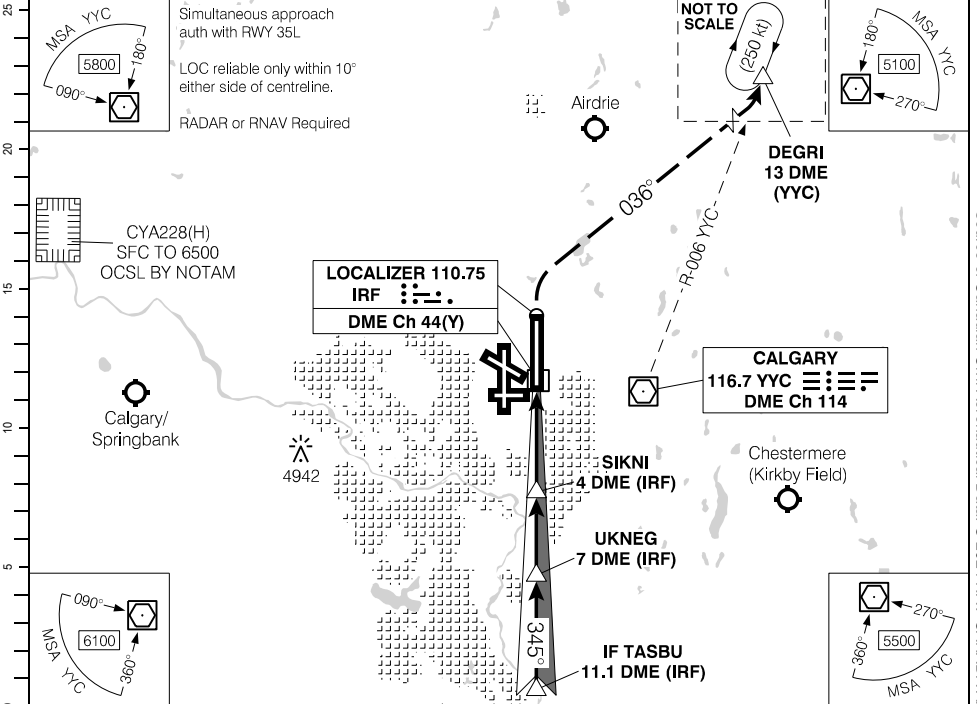 25
20
15
10
5
0
MSA YYC
5800
180°
090°
Simultaneous approach
auth with RWY 35L
LOC reliable only within 10°
either side of centreline.
RADAR or RNAV Required
NOT TO
SCALE
(250 kt)
MSA YYC
5100
180°
270°
Airdrie
DEGRI
13 DME
(YYC)
036°
R-006 YYC
CYA228(H)
SFC TO 6500
OCSL BY NOTAM
LOCALIZER 110.75
IRF
DME Ch 44(Y)
CALGARY
116.7 YYC
DME Ch 114
Calgary/
Springbank
4942
SIKNI
4 DME (IRF)
Chestermere
(Kirkby Field)
UKNEG
7 DME (IRF)
345°
IF TASBU
11.1 DME (IRF)
090°
6100
360°
MSA YYC
270°
5500
360°
MSA YYC